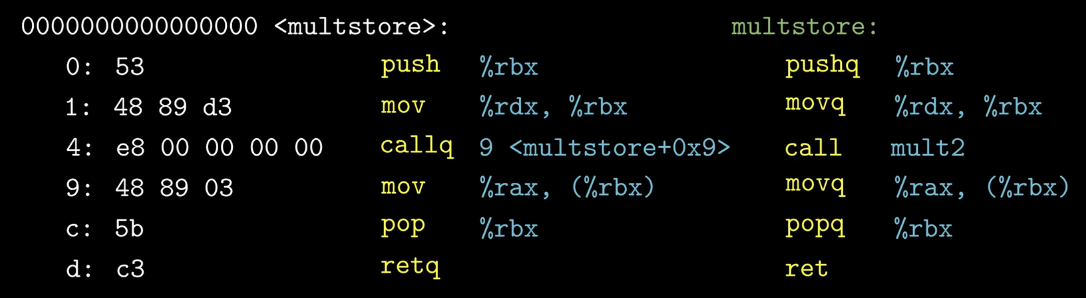 0000000000000000 <multstore>: multstore:
0: 53 push %rbx pushq %rbx
1: 48 89 d3 mov %rdx, %rbx movq %rdx, %rbx
4: e8 00 00 00 00 callq 9 <multstore+0x9> call mult2
9: 48 89 03 mov %rax, (%rbx) movq %rax, (%rbx)
c: 5b pop %rbx popq %rbx
d: c3 retq ret